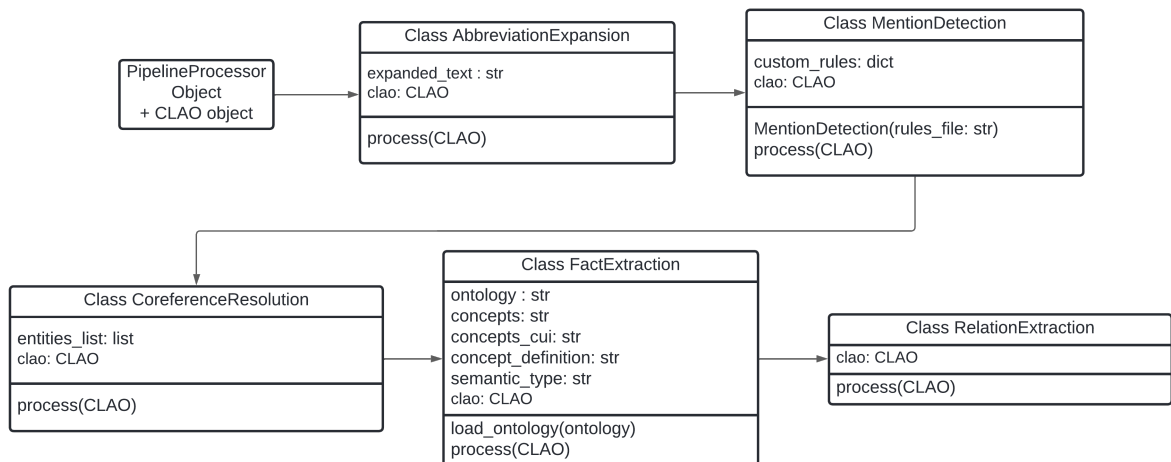 PipelineProcessor
Object
+ CLAO object
Class AbbreviationExpansion
expanded_text : str
clao: CLAO
process(CLAO)
Class MentionDetection
custom_rules: dict
clao: CLAO
MentionDetection(rules_file: str)
process(CLAO)
Class CoreferenceResolution
entities_list: list
clao: CLAO
process(CLAO)
Class FactExtraction
ontology : str
concepts: str
concepts_cui: str
concept_definition: str
semantic_type: str
clao: CLAO
load_ontology(ontology)
process(CLAO)
Class RelationExtraction
clao: CLAO
process(CLAO)